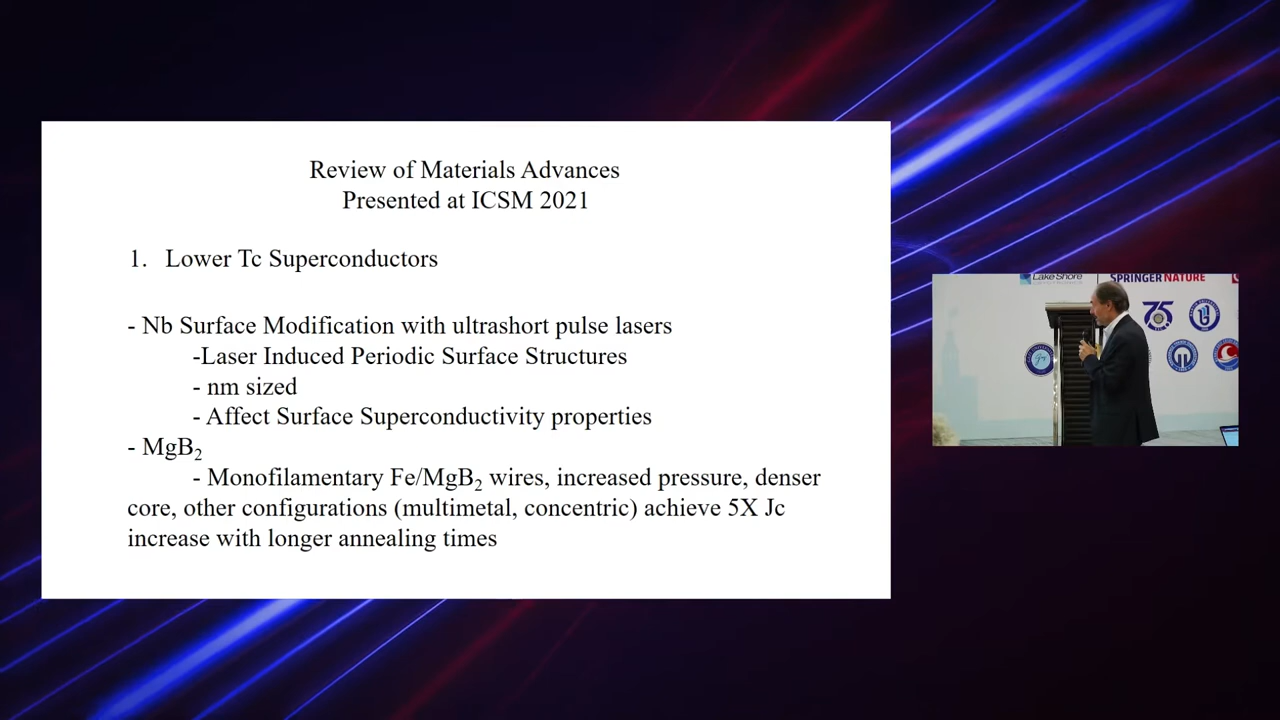 Review of Materials Advances
Presented at ICSM 2021
1. Lower Tc Superconductors
- Nb Surface Modification with ultrashort pulse lasers
-Laser Induced Periodic Surface Structures
- nm sized
- Affect Surface Superconductivity properties
- MgB₂
- Monofilamentary Fe/MgB₂ wires, increased pressure, denser
core, other configurations (multimetal, concentric) achieve 5X Jc
increase with longer annealing times
Lake Shore
SPRINGER NATURE
75